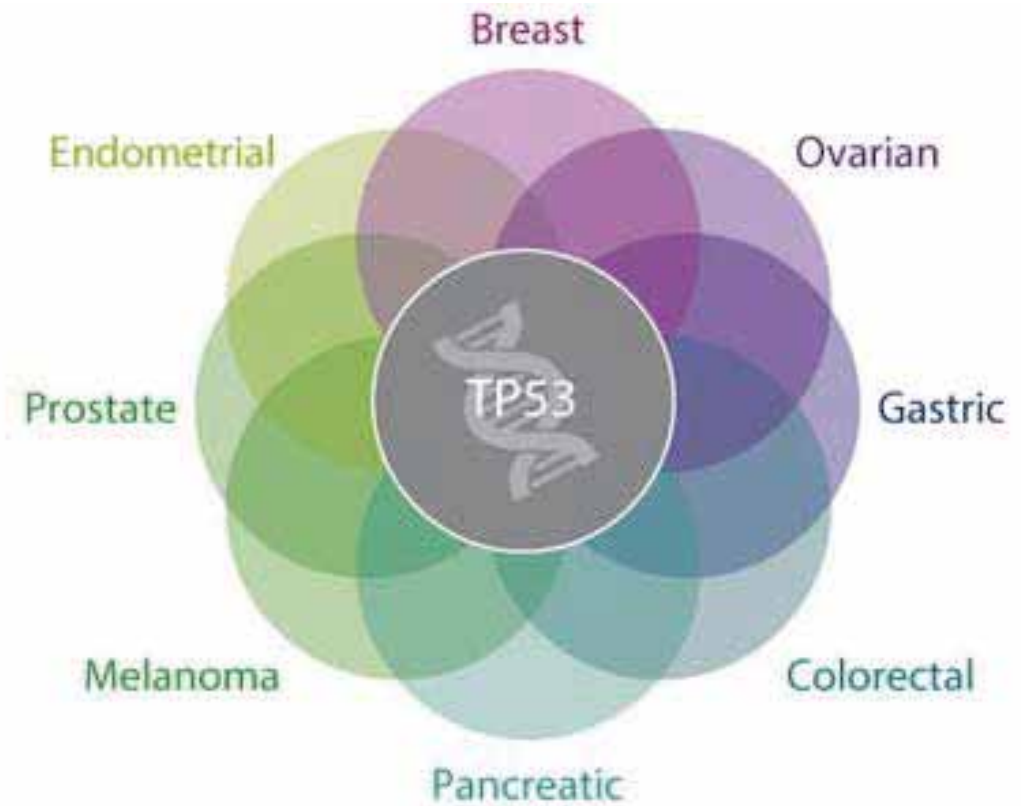 Breast
Endometrial
Ovarian
TP53
Prostate
Gastric
Melanoma
Colorectal
Pancreatic